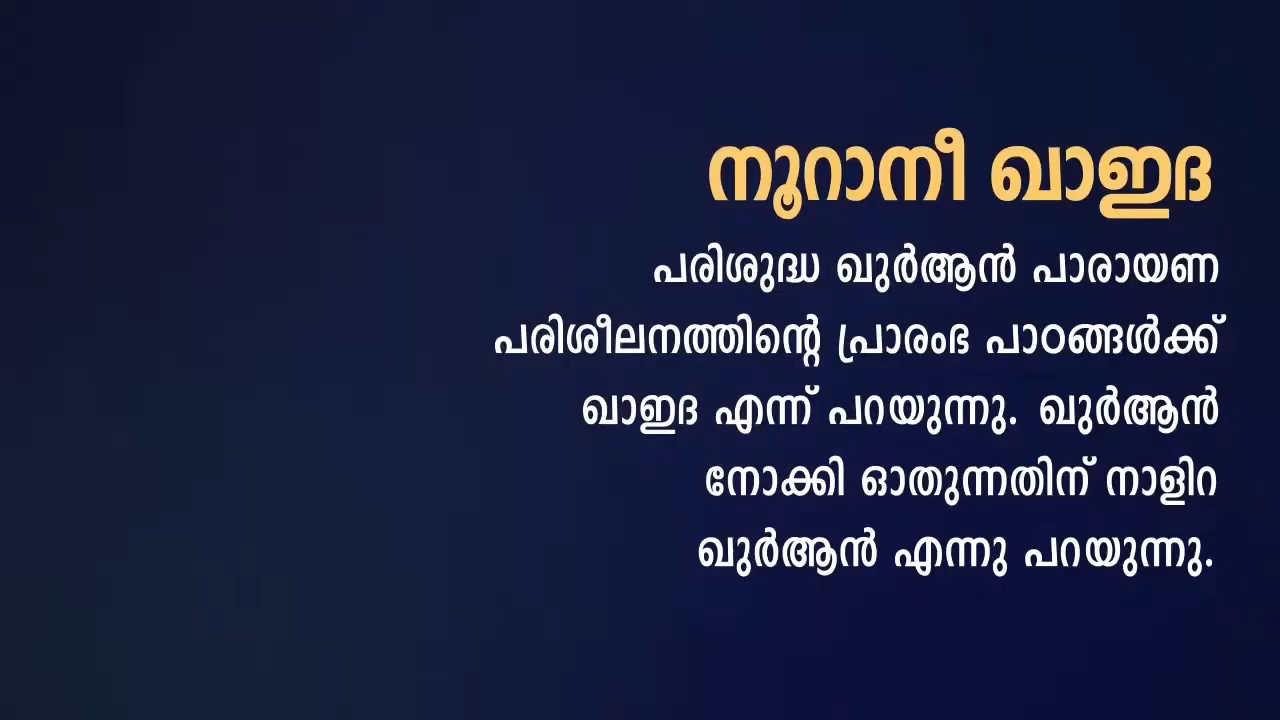 നൂറാനീ ഖാഇദ
പരിശുദ്ധ ഖുർആൻ പാരായണ
പരിശീലനത്തിന്റെ പ്രാരംഭ പാഠങ്ങൾക്ക്
ഖാഇദ എന്ന് പറയുന്നു. ഖുർആൻ
നോക്കി ഓതുന്നതിന് നാളിറ
ഖുർആൻ എന്നു പറയുന്നു.